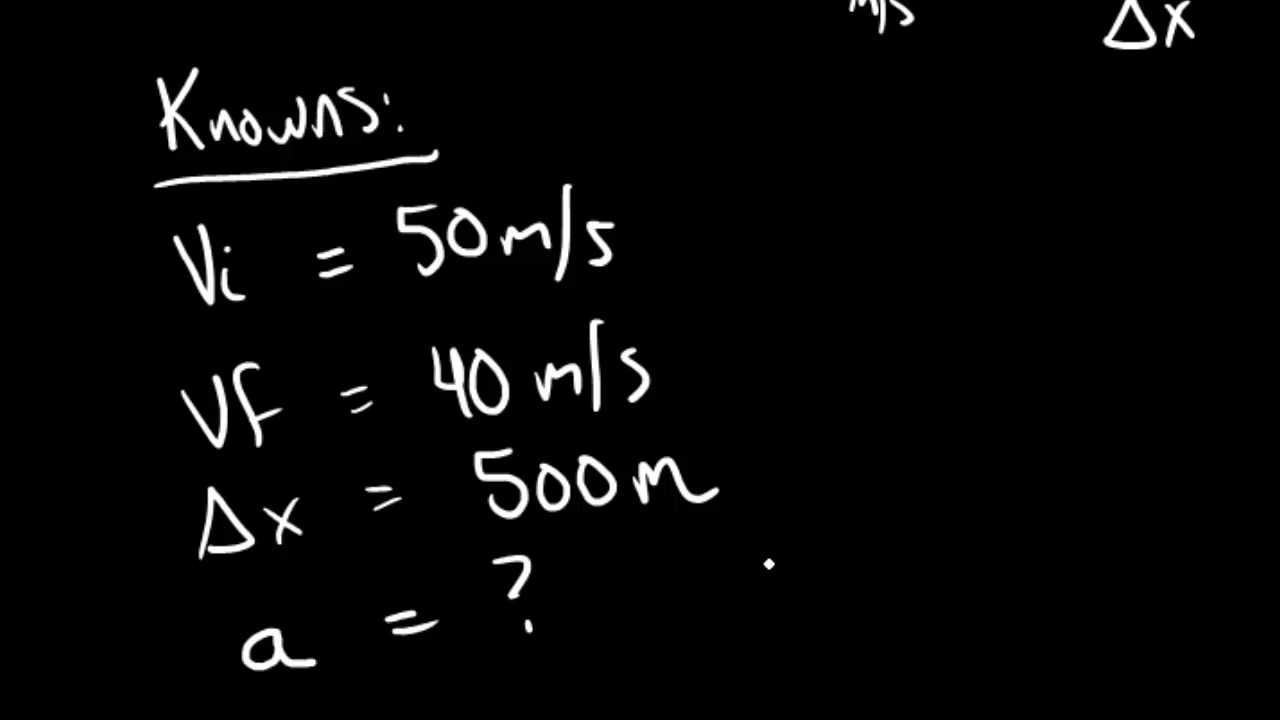 m/s Δx
Knowns:
Vi = 50m/s
VF = 40 m/s
Δx = 500m
a = ?